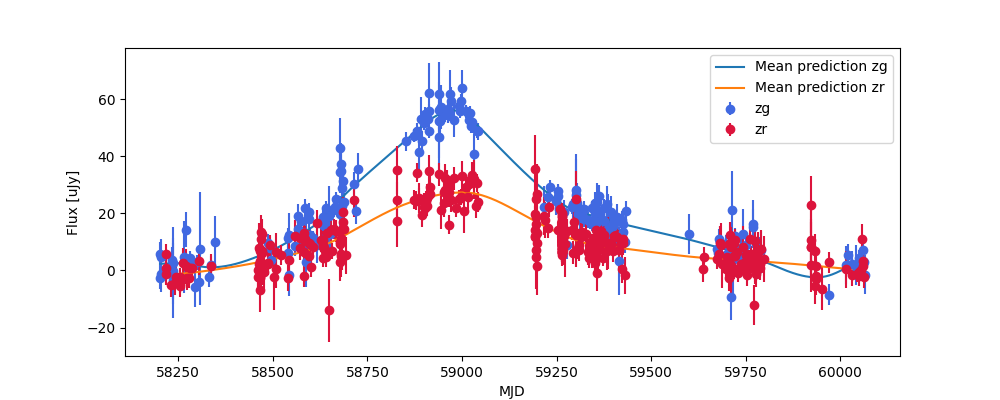 Mean prediction zg
Mean prediction zr
zg
zr
Flux [uJy]
60
40
20
0
−20
58250 58500 58750 59000 59250 59500 59750 60000
MJD